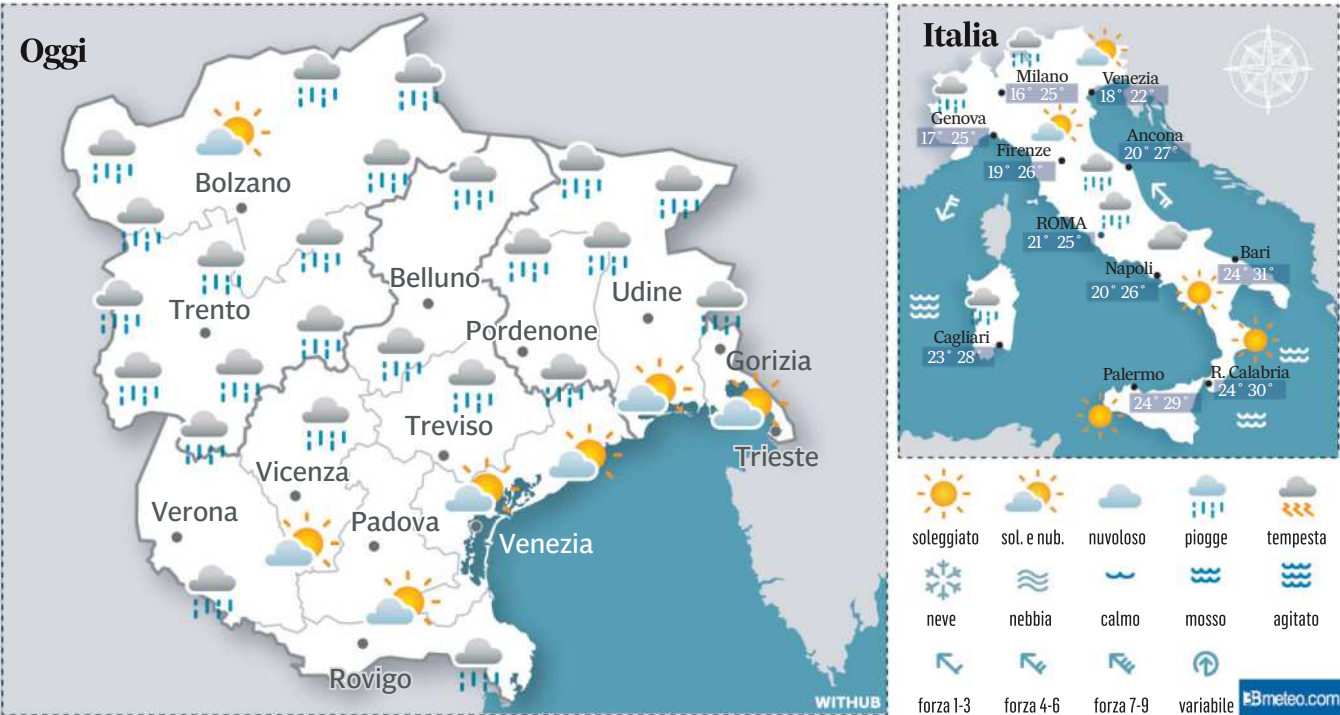 Oggi
Bolzano
Trento
Belluno
Udine
Pordenone
Gorizia
Treviso
Trieste
Vicenza
Verona
Padova
Venezia
Rovigo
WITHUB
Italia
Milano
16° 25°
Venezia
18° 22°
Genova
17° 25°
Firenze
19° 26°
Ancona
20° 27°
ROMA
21° 25°
Napoli
20° 26°
Bari
24° 31°
Cagliari
23° 28°
Palermo
24° 29°
R. Calabria
24° 30°
soleggiato sol. e nub. nuvoloso piogge tempesta
neve nebbia calmo mosso agitato
forza 1-3 forza 4-6 forza 7-9 variabile
3Bmeteo.com